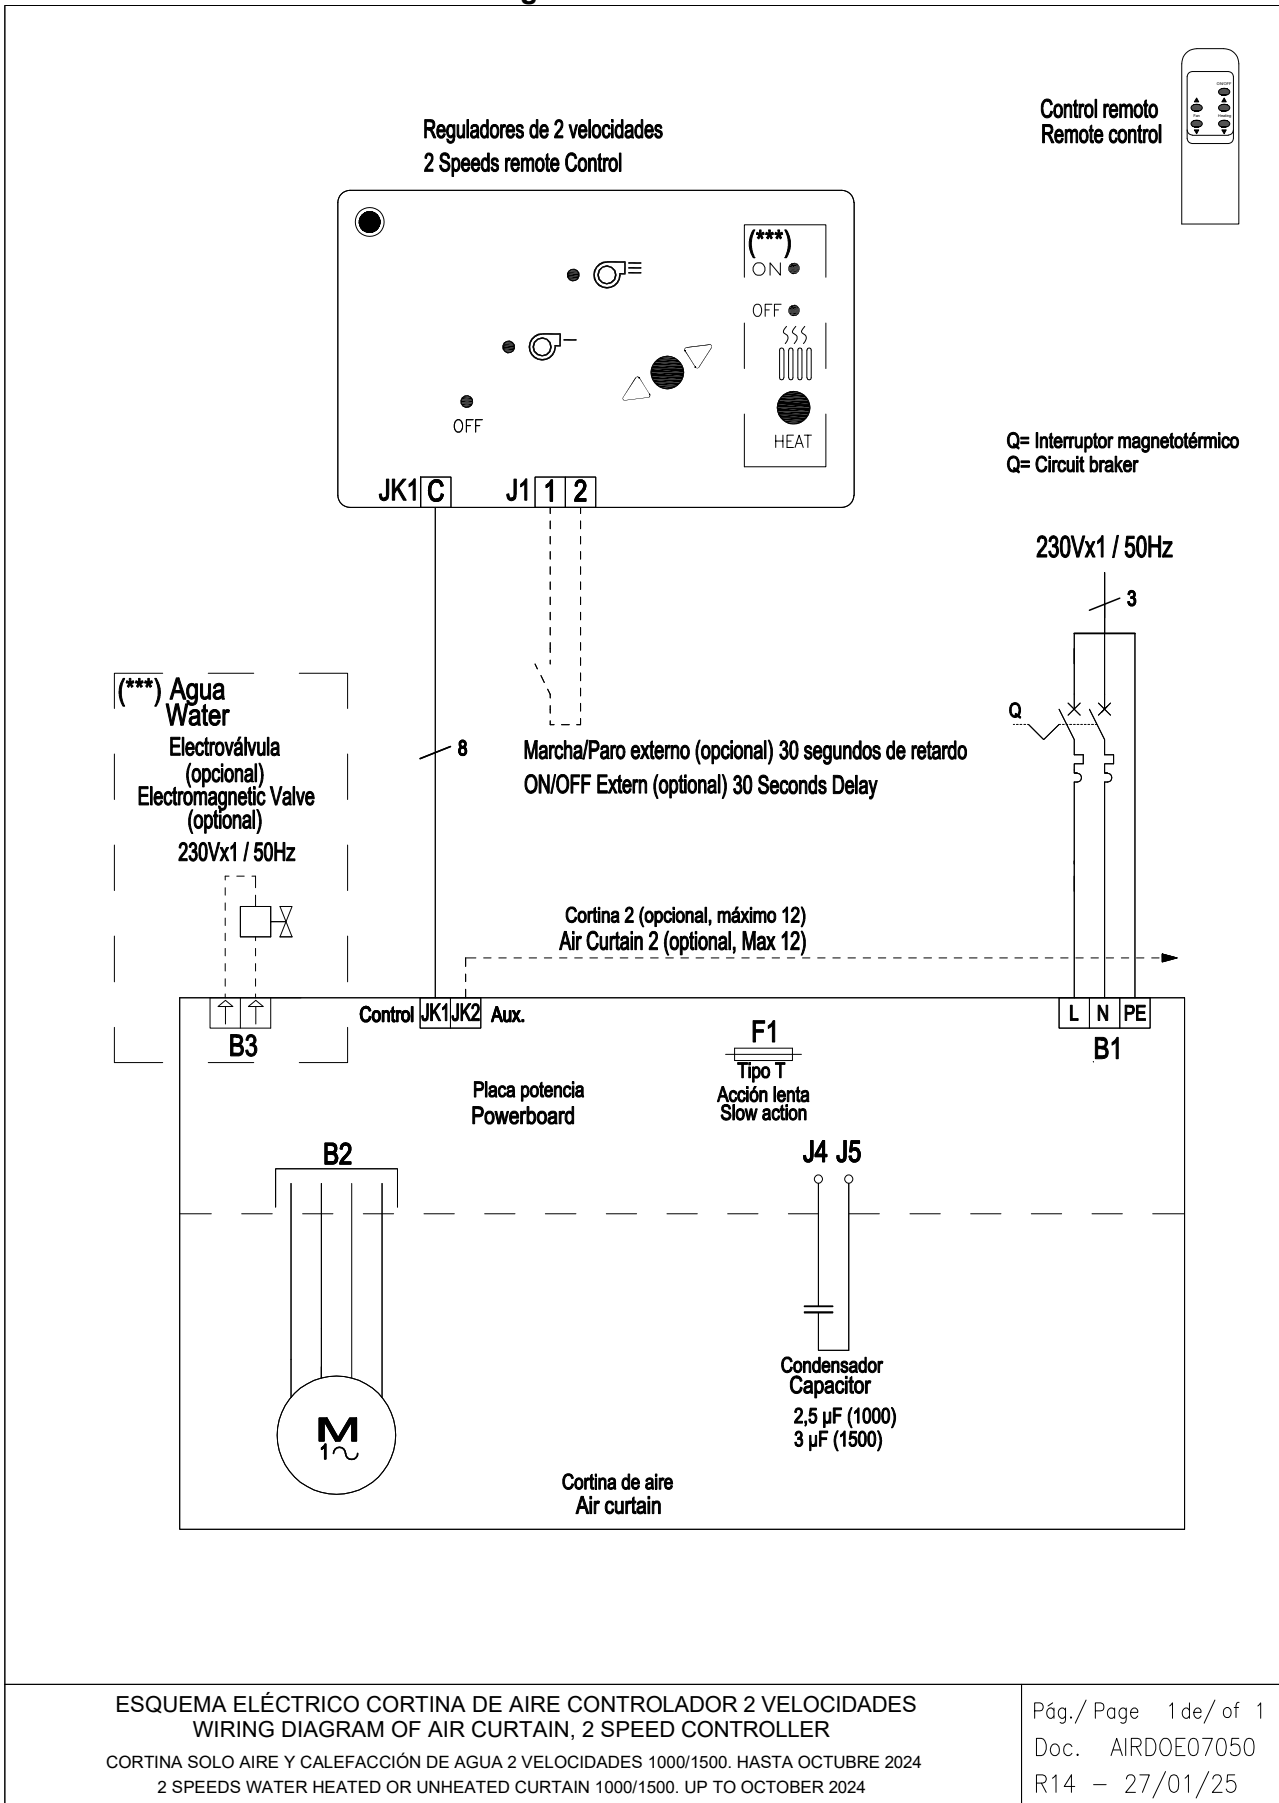 Control remoto
Remote control
ON/OFF
Fan
Heating
Reguladores de 2 velocidades
2 Speeds remote Control
(***)
ON
OFF
HEAT
OFF
JK1 C
J1 1 2
Q= Interruptor magnetotérmico
Q= Circuit braker
230Vx1 / 50Hz
3
Q
(***) Agua
Water
Electroválvula
(opcional)
Electromagnetic Valve
(optional)
230Vx1 / 50Hz
8
Marcha/Paro externo (opcional) 30 segundos de retardo
ON/OFF Extern (optional) 30 Seconds Delay
Cortina 2 (opcional, máximo 12)
Air Curtain 2 (optional, Max 12)
B3
Control JK1 JK2 Aux.
L N PE
B1
F1
Tipo T
Acción lenta
Slow action
Placa potencia
Powerboard
B2
J4 J5
M
1~
Condensador
Capacitor
2,5 µF (1000)
3 µF (1500)
Cortina de aire
Air curtain
ESQUEMA ELÉCTRICO CORTINA DE AIRE CONTROLADOR 2 VELOCIDADES
WIRING DIAGRAM OF AIR CURTAIN, 2 SPEED CONTROLLER
CORTINA SOLO AIRE Y CALEFACCIÓN DE AGUA 2 VELOCIDADES 1000/1500. HASTA OCTUBRE 2024
2 SPEEDS WATER HEATED OR UNHEATED CURTAIN 1000/1500. UP TO OCTOBER 2024
Pág./ Page 1 de/ of 1
Doc. AIRDOE07050
R14 – 27/01/25